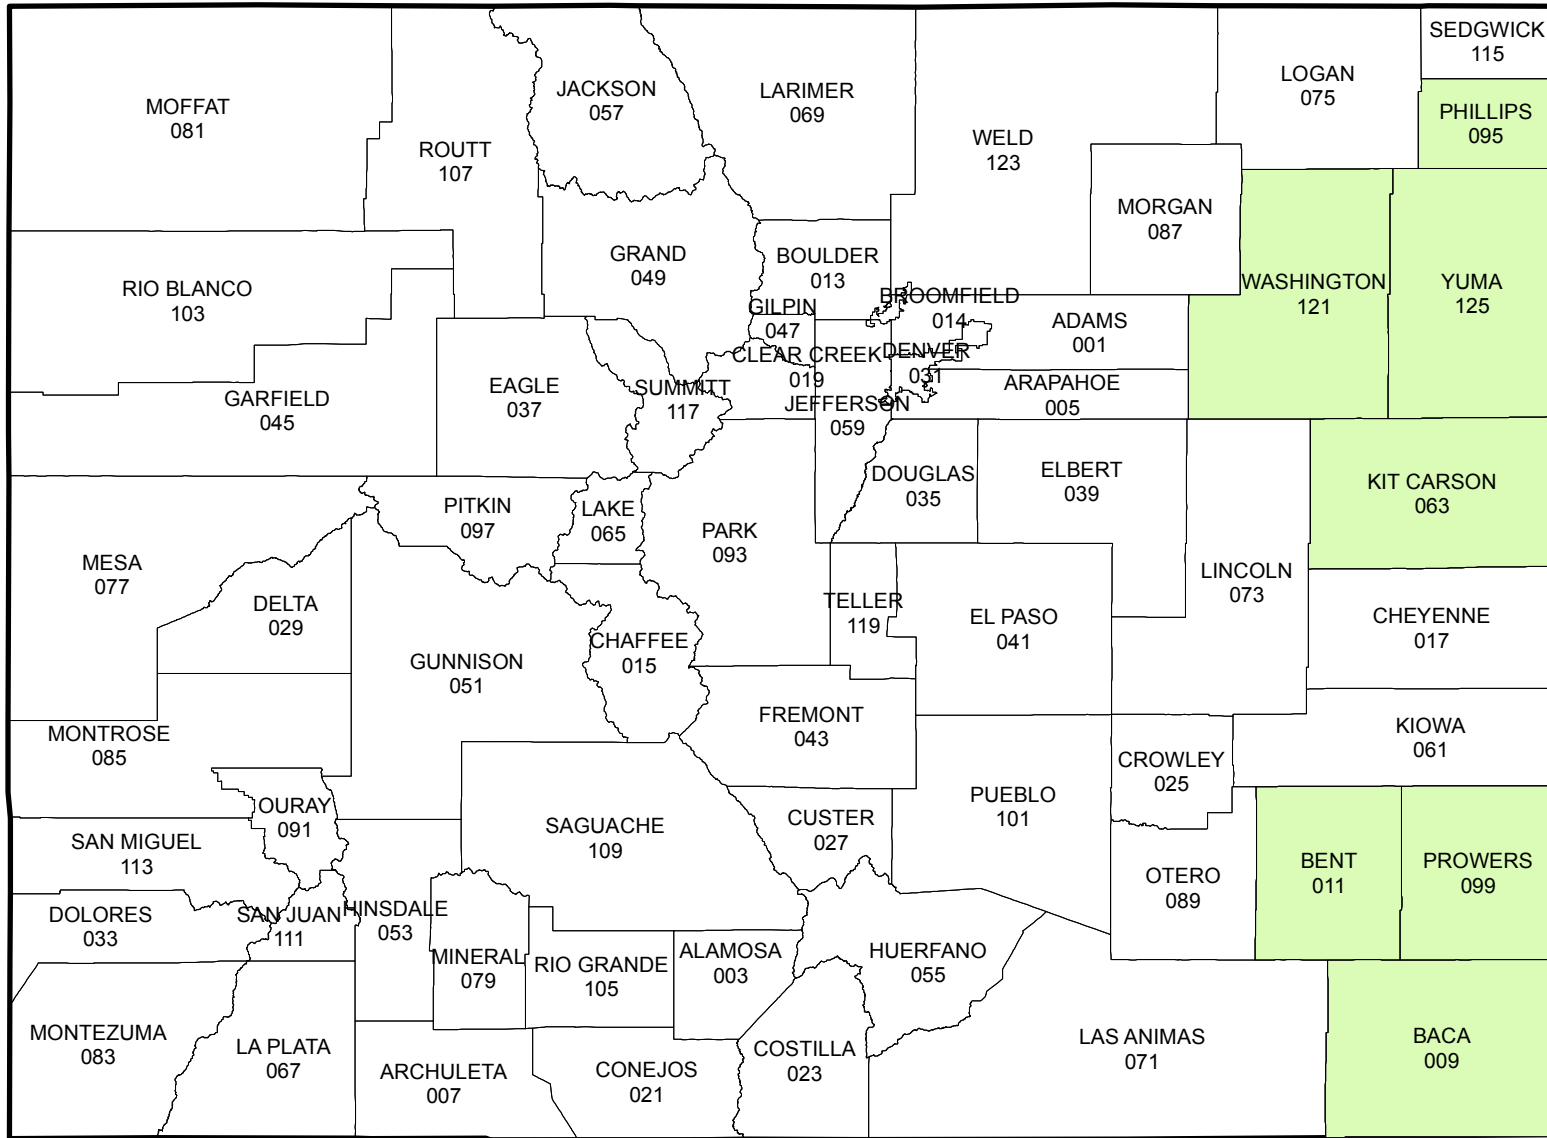 SEDGWICK
115
LOGAN
075
JACKSON
057
LARIMER
069
MOFFAT
081
PHILLIPS
095
WELD
123
ROUTT
107
MORGAN
087
GRAND
049
BOULDER
013
RIO BLANCO
103
WASHINGTON
121
YUMA
125
BROOMFIELD
014
GILPIN
047
ADAMS
001
CLEAR CREEK
019
DENVER
031
EAGLE
037
SUMMITT
117
ARAPAHOE
005
GARFIELD
045
JEFFERSON
059
DOUGLAS
035
ELBERT
039
KIT CARSON
063
PITKIN
097
LAKE
065
PARK
093
MESA
077
LINCOLN
073
DELTA
029
TELLER
119
EL PASO
041
CHEYENNE
017
CHAFFEE
015
GUNNISON
051
FREMONT
043
KIOWA
061
MONTROSE
085
CROWLEY
025
PUEBLO
101
OURAY
091
CUSTER
027
SAGUACHE
109
SAN MIGUEL
113
BENT
011
PROWERS
099
OTERO
089
DOLORES
033
SAN JUAN
111
HINSDALE
053
MINERAL
079
RIO GRANDE
105
ALAMOSA
003
HUERFANO
055
MONTEZUMA
083
LA PLATA
067
ARCHULETA
007
CONEJOS
021
COSTILLA
023
LAS ANIMAS
071
BACA
009